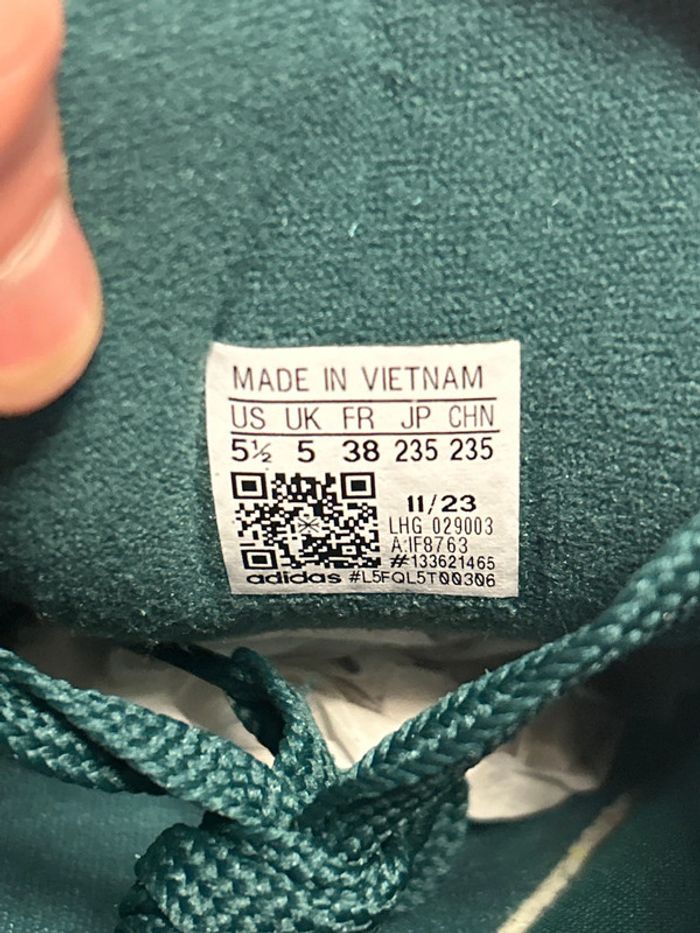 MADE IN VIETNAM
US UK FR JP CHN
5½ 5 38 235 235
11/23
LHG 029003
A:IF8763
#133621465
adidas #L5FQL5T00306